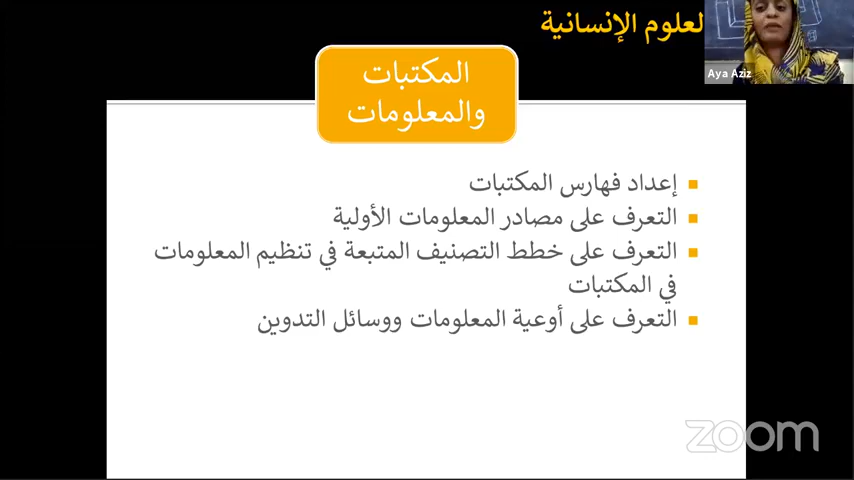 لعلوم الإنسانية
Aya Aziz
المكتبات
والمعلومات
إعداد فهارس المكتبات
التعرف على مصادر المعلومات الأولية
التعرف على خطط التصنيف المتبعة في تنظيم المعلومات
في المكتبات
التعرف على أوعية المعلومات ووسائل التدوين
zoom